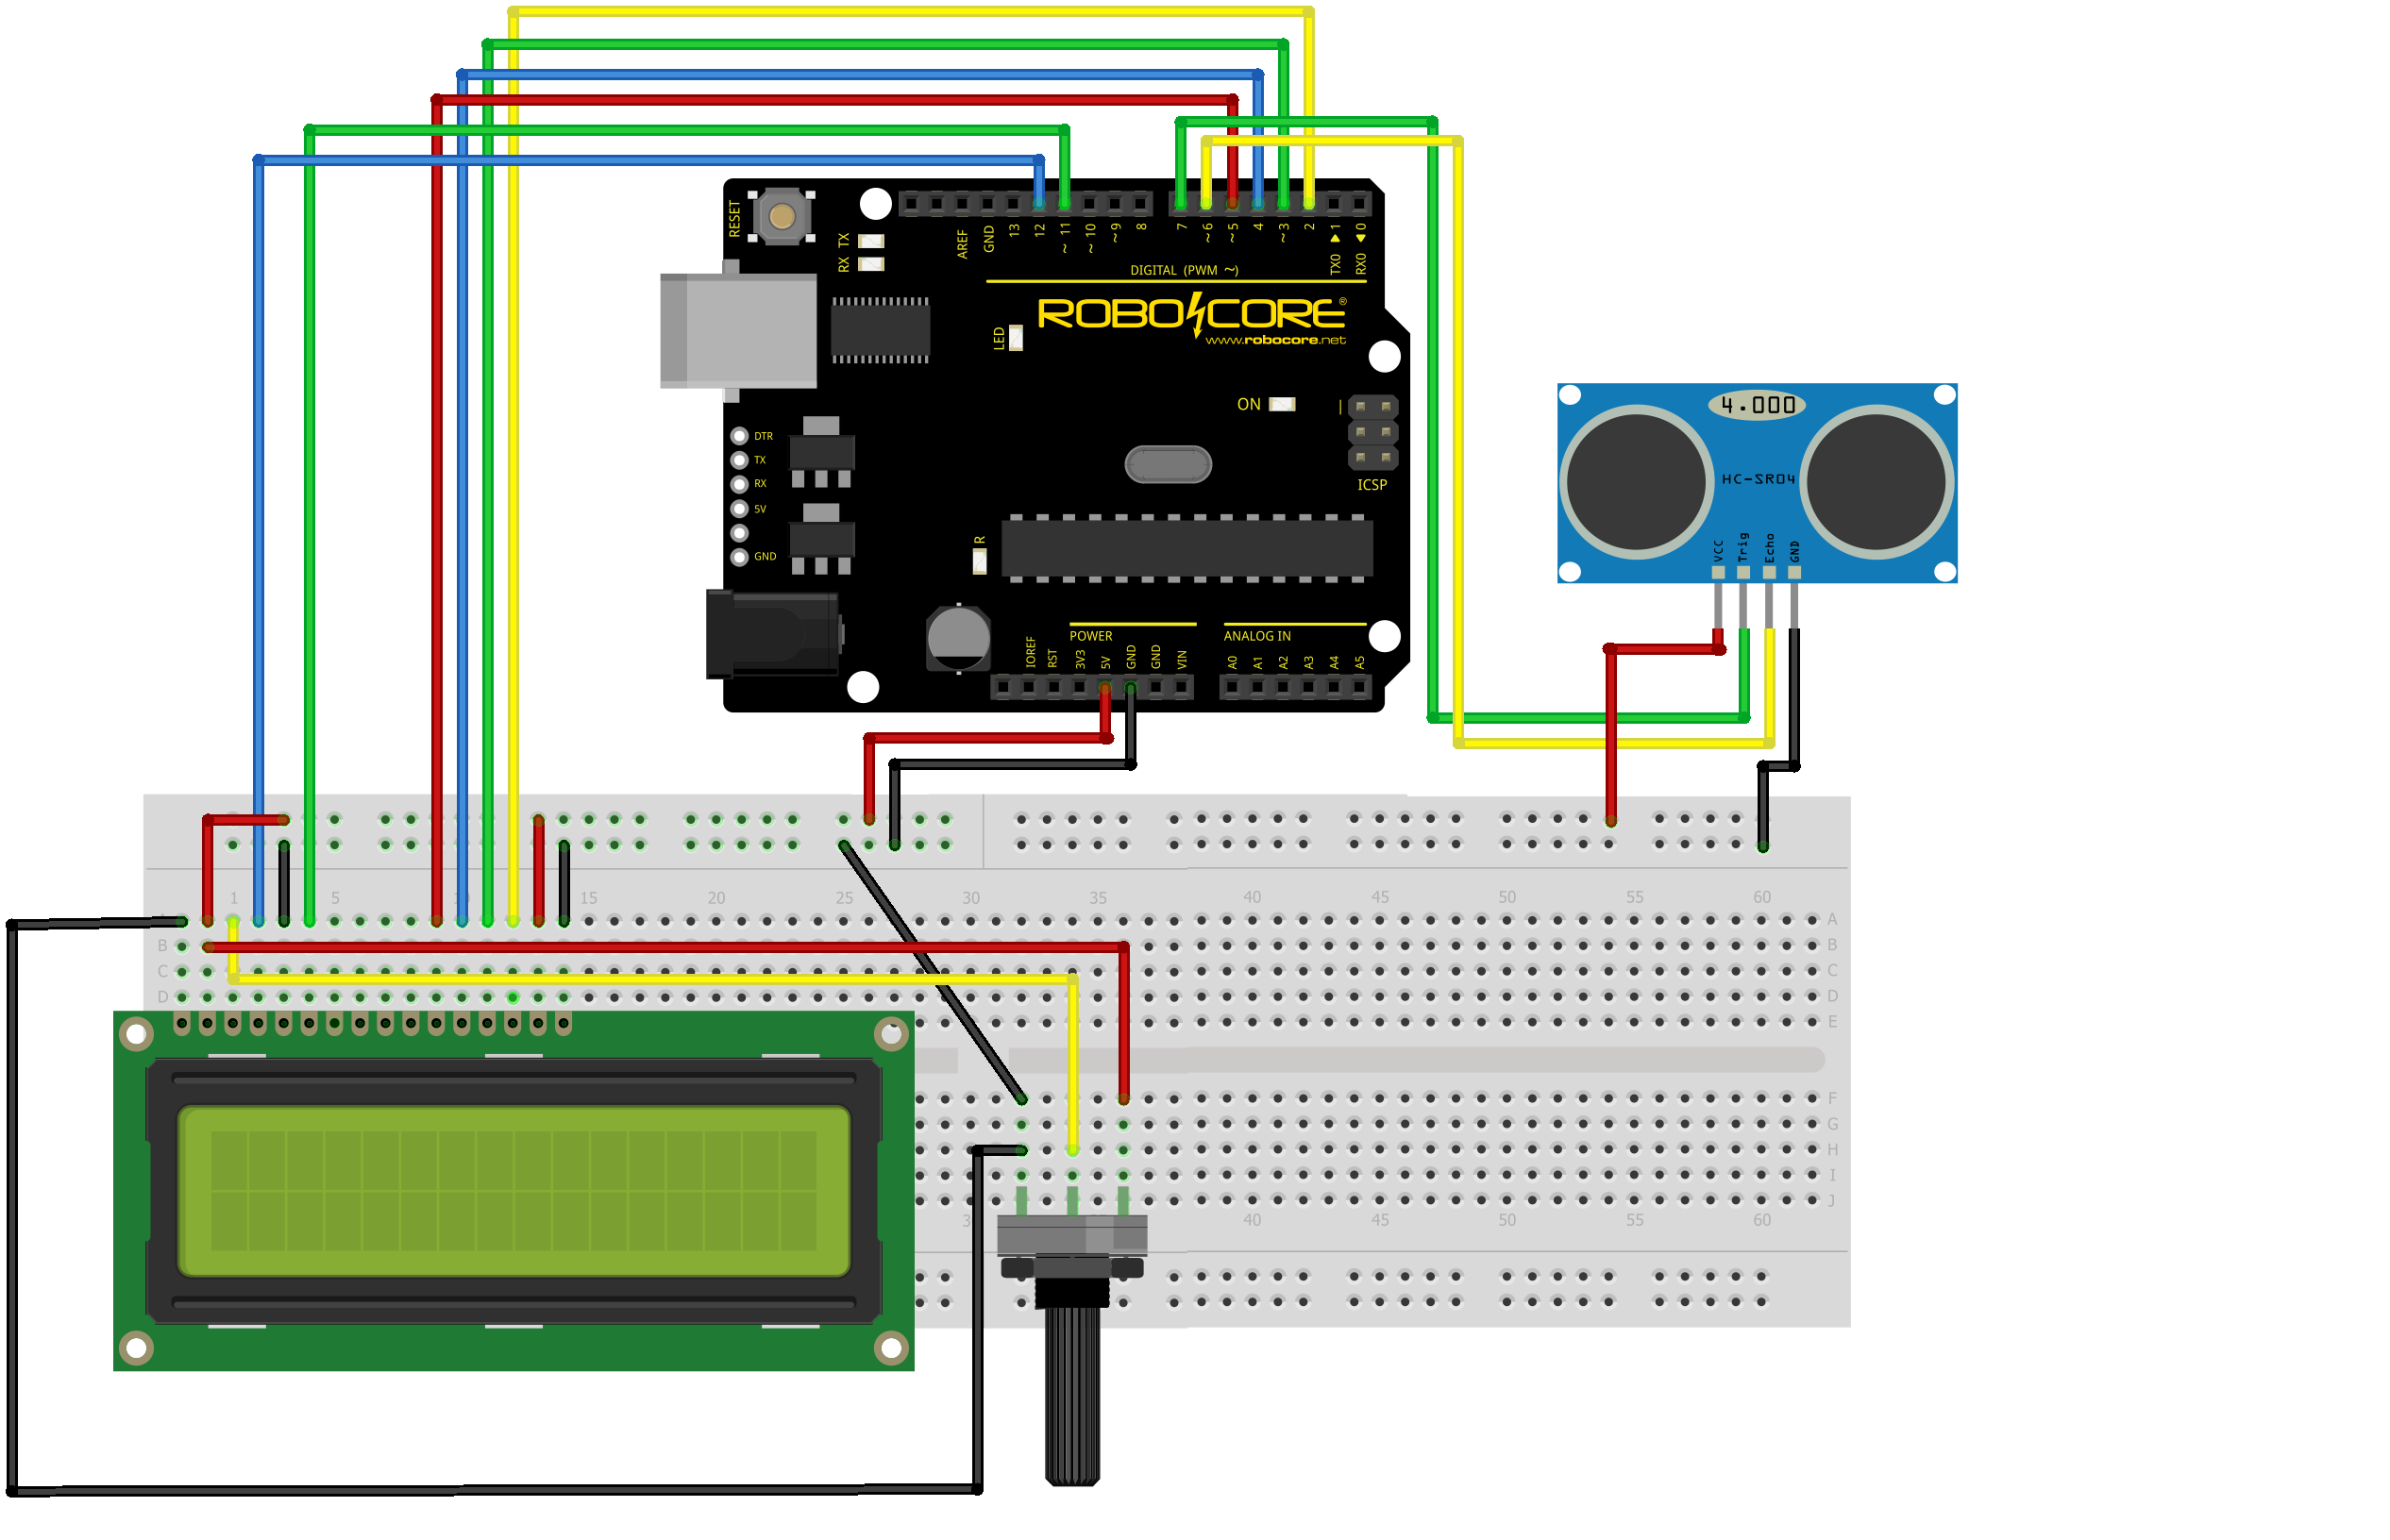 RESET
RX TX
AREF GND 13 12 ~ 11 ~ 10 ~ 9 8 7 ~6 ~5 4 ~3 2 TX0 ▶ 1 RX0 ◀ 0
DIGITAL (PWM ~)
ROBOCORE ®
www.robocore.net
LED
ON
ICSP
DTR
TX
RX
5V
GND
R
POWER
ANALOG IN
IOREF RST 3V3 5V GND GND VIN A0 A1 A2 A3 A4 A5
4.000
HC-SR04
VCC Trig Echo GND
1 5 15 20 25 30 35 40 45 50 55 60
A
B B
C C
D D
E
F
G
H
I
J
40 45 50 55 60